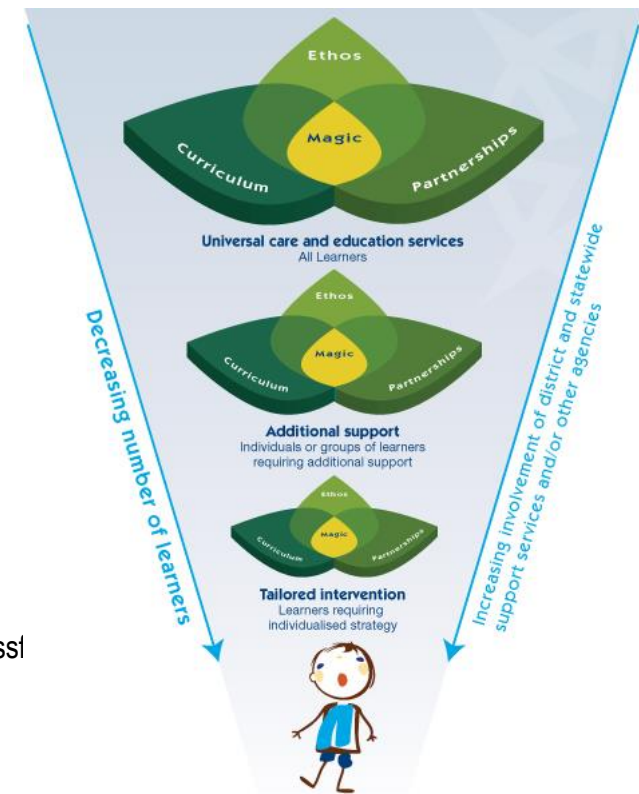 Ethos
Magic
Curriculum
Partnerships
Universal care and education services
All Learners
Ethos
Magic
Curriculum
Partnerships
Additional support
Individuals or groups of learners
requiring additional support
Ethos
Magic
Curriculum
Partnerships
Tailored intervention
Learners requiring
individualised strategy
Decreasing number of learners
Increasing involvement of district and statewide
support services and/or other agencies